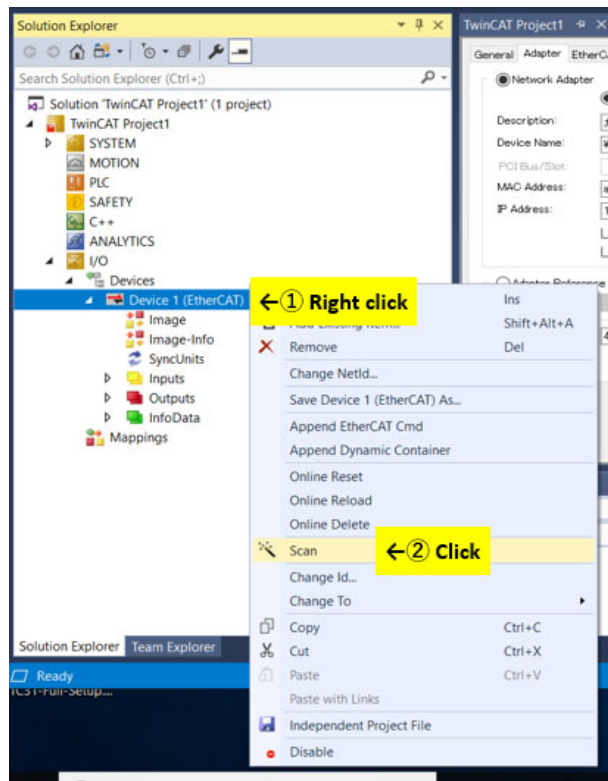 Solution Explorer
Search Solution Explorer (Ctrl+;)
Solution 'TwinCAT Project1' (1 project)
TwinCAT Project1
SYSTEM
MOTION
PLC
SAFETY
C++
ANALYTICS
I/O
Devices
Device 1 (EtherCAT)
Image
Image-Info
SyncUnits
Inputs
Outputs
InfoData
Mappings
Solution Explorer Team Explorer
Ready
TwinCAT Project1
General Adapter
Network Adapter
Description:
Device Name:
PCI Bus/Slot:
MAC Address:
IP Address:
←① Right click
Ins
Add Existing Item... Shift+Alt+A
Remove Del
Change NetId...
Save Device 1 (EtherCAT) As...
Append EtherCAT Cmd
Append Dynamic Container
Online Reset
Online Reload
Online Delete
Scan
←② Click
Change Id...
Change To
Copy Ctrl+C
Cut Ctrl+X
Paste Ctrl+V
Paste with Links
Independent Project File
Disable